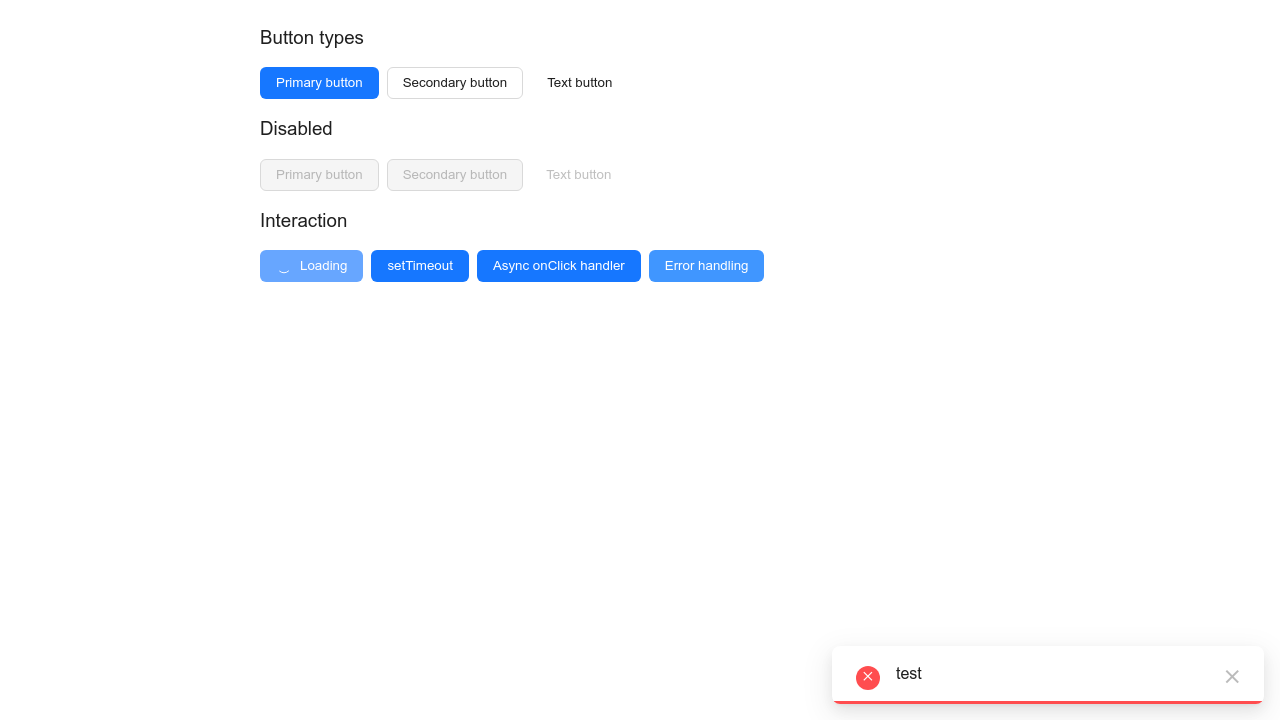 Button types
Primary button Secondary button Text button
Disabled
Primary button Secondary button Text button
Interaction
Loading setTimeout Async onClick handler Error handling
test